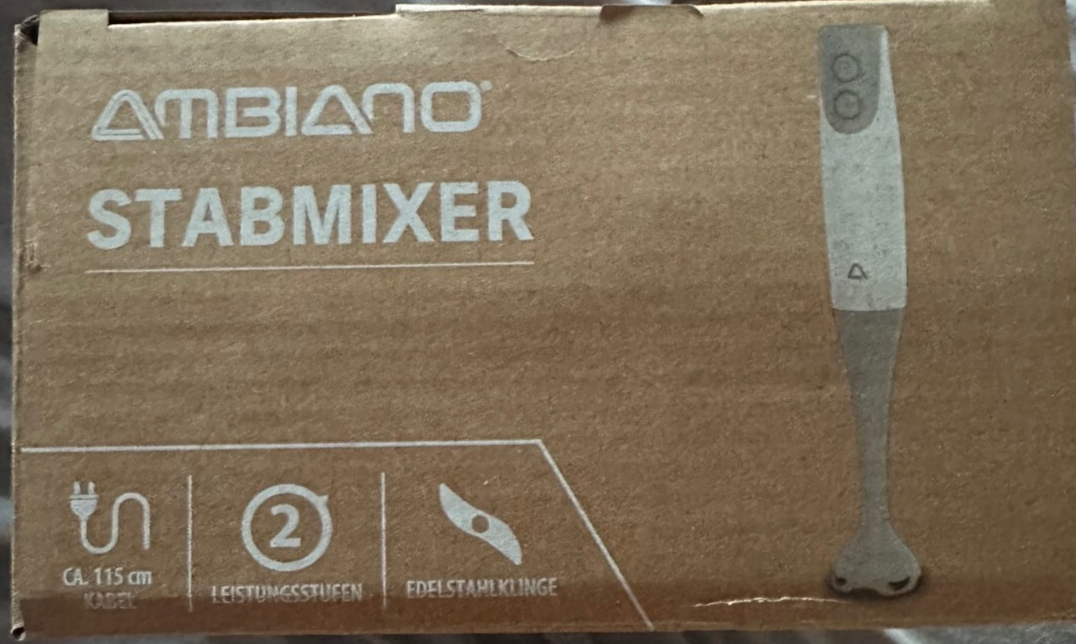 AMBIANO
STABMIXER
CA. 115 cm
KABEL
2
LEISTUNGSSTUFEN
EDELSTAHLKLINGE